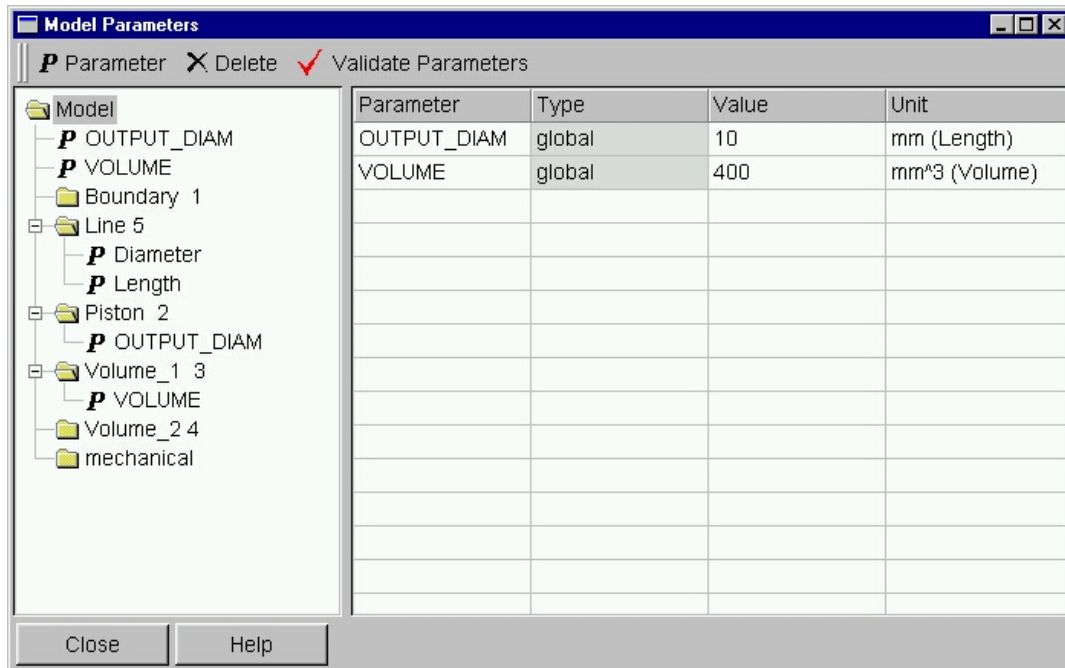 Model Parameters
P Parameter Delete Validate Parameters
Model
P OUTPUT_DIAM
P VOLUME
Boundary 1
Line 5
P Diameter
P Length
Piston 2
P OUTPUT_DIAM
Volume_1 3
P VOLUME
Volume_2 4
mechanical
Parameter Type Value Unit
OUTPUT_DIAM global 10 mm (Length)
VOLUME global 400 mm^3 (Volume)
Close Help